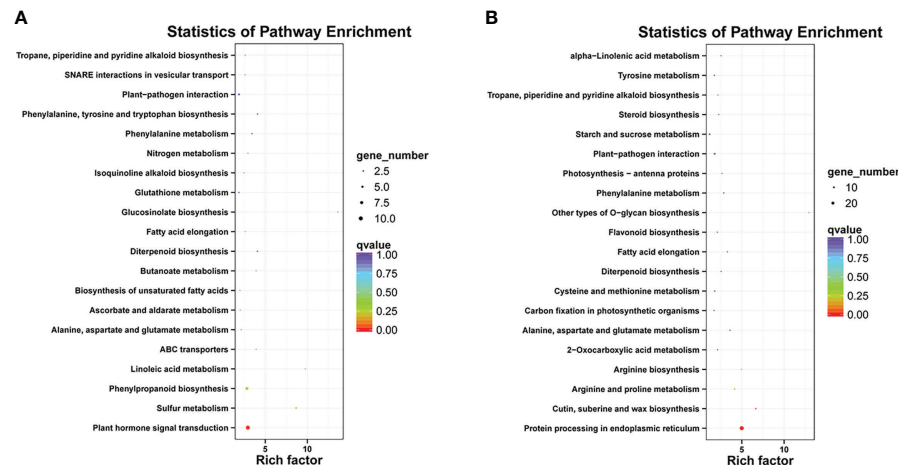 A
Statistics of Pathway Enrichment
Tropane, piperidine and pyridine alkaloid biosynthesis
SNARE interactions in vesicular transport
Plant−pathogen interaction
Phenylalanine, tyrosine and tryptophan biosynthesis
Phenylalanine metabolism
Nitrogen metabolism
Isoquinoline alkaloid biosynthesis
Glutathione metabolism
Glucosinolate biosynthesis
Fatty acid elongation
Diterpenoid biosynthesis
Butanoate metabolism
Biosynthesis of unsaturated fatty acids
Ascorbate and aldarate metabolism
Alanine, aspartate and glutamate metabolism
ABC transporters
Linoleic acid metabolism
Phenylpropanoid biosynthesis
Sulfur metabolism
Plant hormone signal transduction
5 10
Rich factor
gene_number
2.5
5.0
7.5
10.0
qvalue
1.00
0.75
0.50
0.25
0.00
B
Statistics of Pathway Enrichment
alpha−Linolenic acid metabolism
Tyrosine metabolism
Tropane, piperidine and pyridine alkaloid biosynthesis
Steroid biosynthesis
Starch and sucrose metabolism
Plant−pathogen interaction
Photosynthesis − antenna proteins
Phenylalanine metabolism
Other types of O−glycan biosynthesis
Flavonoid biosynthesis
Fatty acid elongation
Diterpenoid biosynthesis
Cysteine and methionine metabolism
Carbon fixation in photosynthetic organisms
Alanine, aspartate and glutamate metabolism
2−Oxocarboxylic acid metabolism
Arginine biosynthesis
Arginine and proline metabolism
Cutin, suberine and wax biosynthesis
Protein processing in endoplasmic reticulum
5 10
Rich factor
gene_number
10
20
qvalue
1.00
0.75
0.50
0.25
0.00